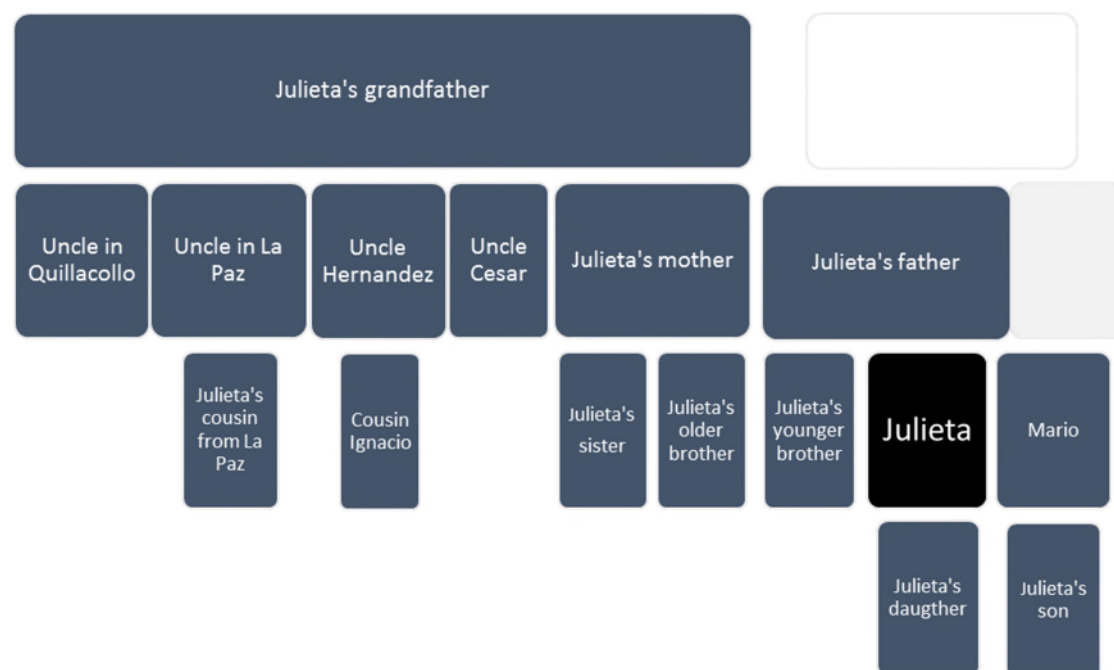 Julieta's grandfather
Uncle in
Quillacollo
Uncle in La
Paz
Uncle
Hernandez
Uncle
Cesar
Julieta's mother
Julieta's father
Julieta's
cousin
from La
Paz
Cousin
Ignacio
Julieta's
sister
Julieta's
older
brother
Julieta's
younger
brother
Julieta
Mario
Julieta's
daugther
Julieta's
son